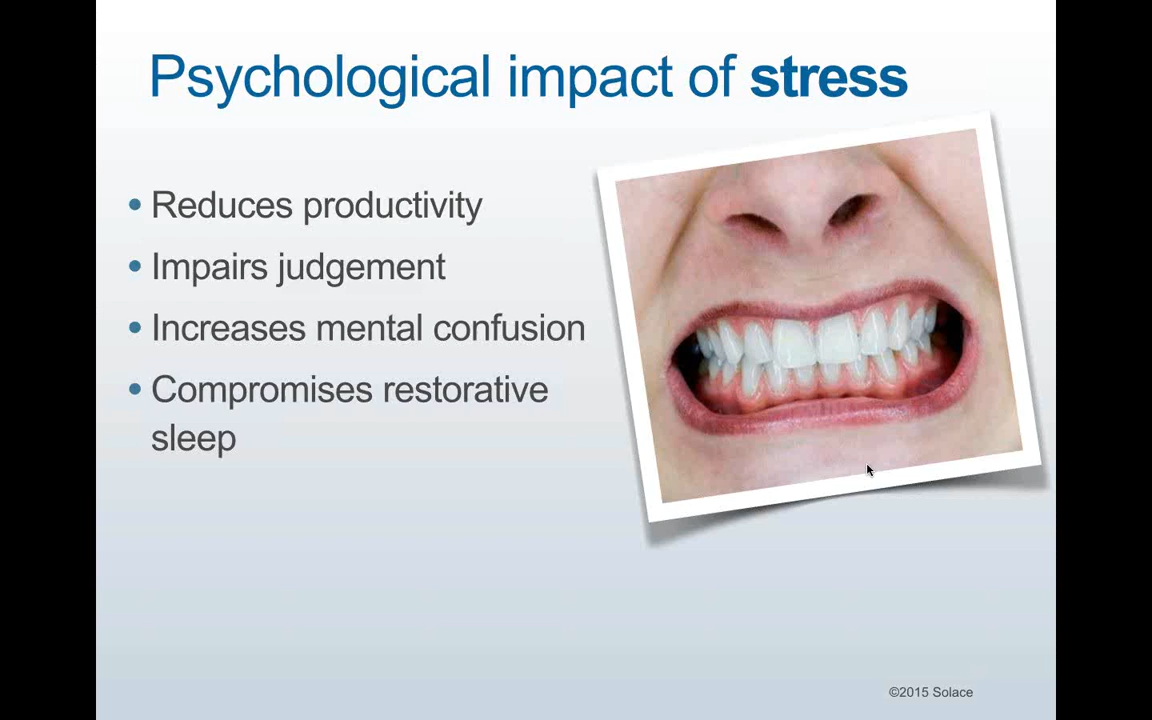 Psychological impact of stress
• Reduces productivity
• Impairs judgement
• Increases mental confusion
• Compromises restorative
sleep
©2015 Solace